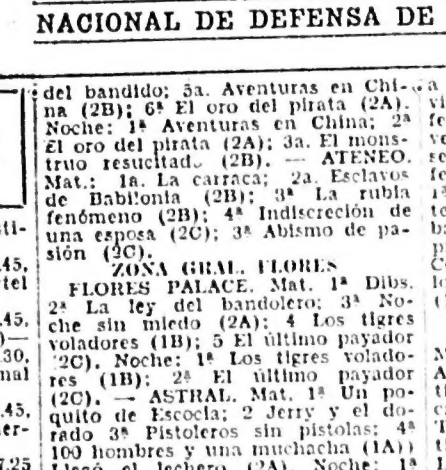 NACIONAL DE DEFENSA DE
del bandido; 5a. Aventuras en Chi-
na (2B); 6ª El oro del pirata (2A).
Noche: 1ª Aventuras en China; 2ª
El oro del pirata (2A); 3a. El mons-
truo resucitado (2B). — ATENEO.
Mat.: 1a. La carraca; 2a. Esclavos
de Babilonia (2B); 3ª La rubia
fenómeno (2B); 4ª Indiscreción de
una esposa (2C); 3ª Abismo de pa-
sión (2C).
ZONA GRAL. FLORES
FLORES PALACE. Mat. 1ª Dibs.
2ª La ley del bandolero; 3ª No-
che sin miedo (2A); 4 Los tigres
voladores (1B); 5 El último payador
(2C). Noche: 1ª Los tigres volado-
res (1B); 2ª El último payador
(2C). — ASTRAL. Mat. 1ª Un po-
quito de Escocia; 2 Jerry y el do-
rado 3ª Pistoleros sin pistolas; 4ª
100 hombres y una muchacha (1A))
Llegó el lechero (2A). Noche 1ª